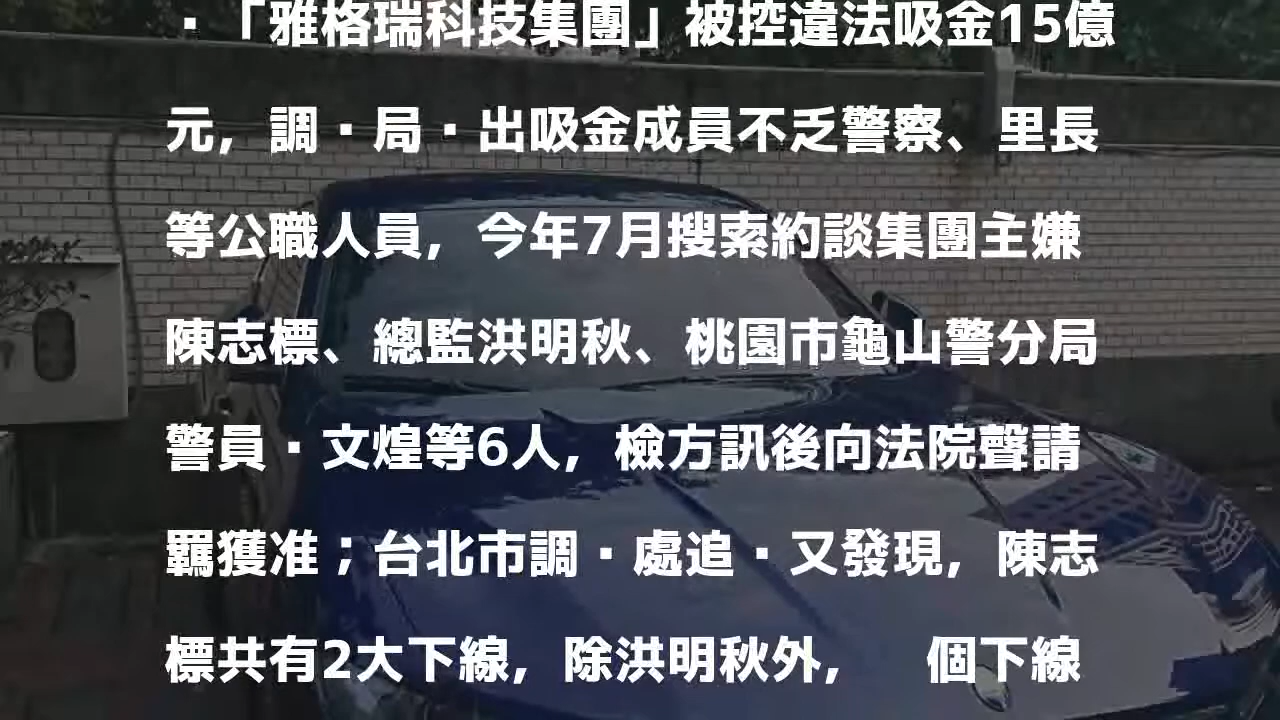 ·「雅格瑞科技集團」被控違法吸金15億
元，調·局·出吸金成員不乏警察、里長
等公職人員，今年7月搜索約談集團主嫌
陳志標、總監洪明秋、桃園市龜山警分局
警員·文煌等6人，檢方訊後向法院聲請
羈獲准；台北市調·處追·又發現，陳志
標共有2大下線，除洪明秋外，　個下線